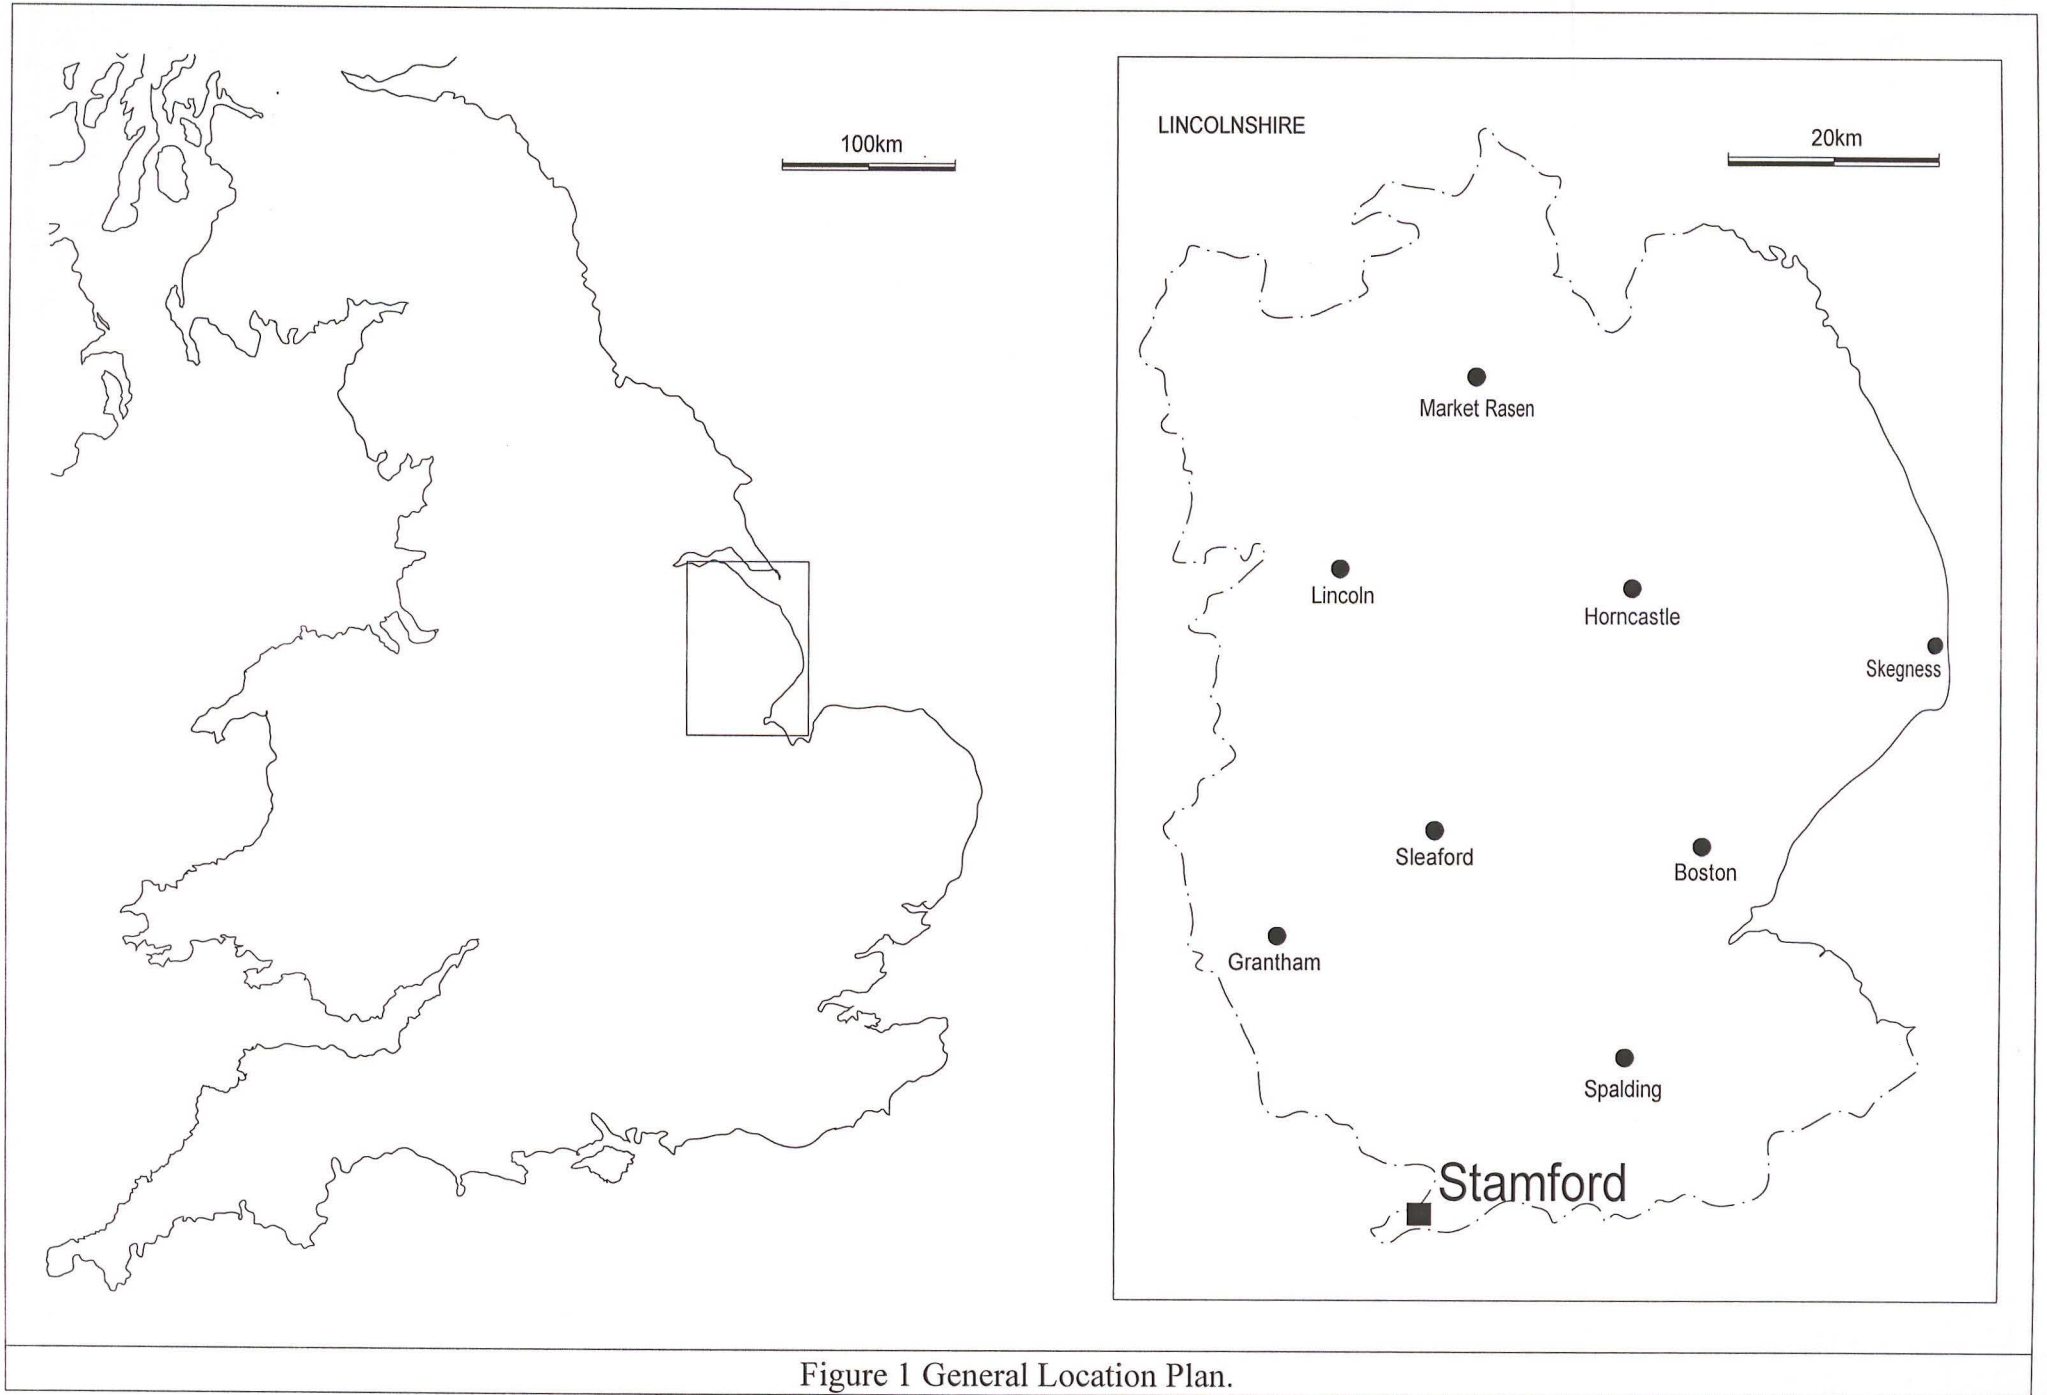 100km
LINCOLNSHIRE
20km
Market Rasen
Lincoln
Horncastle
Skegness
Sleaford
Boston
Grantham
Spalding
Stamford
Figure 1 General Location Plan.